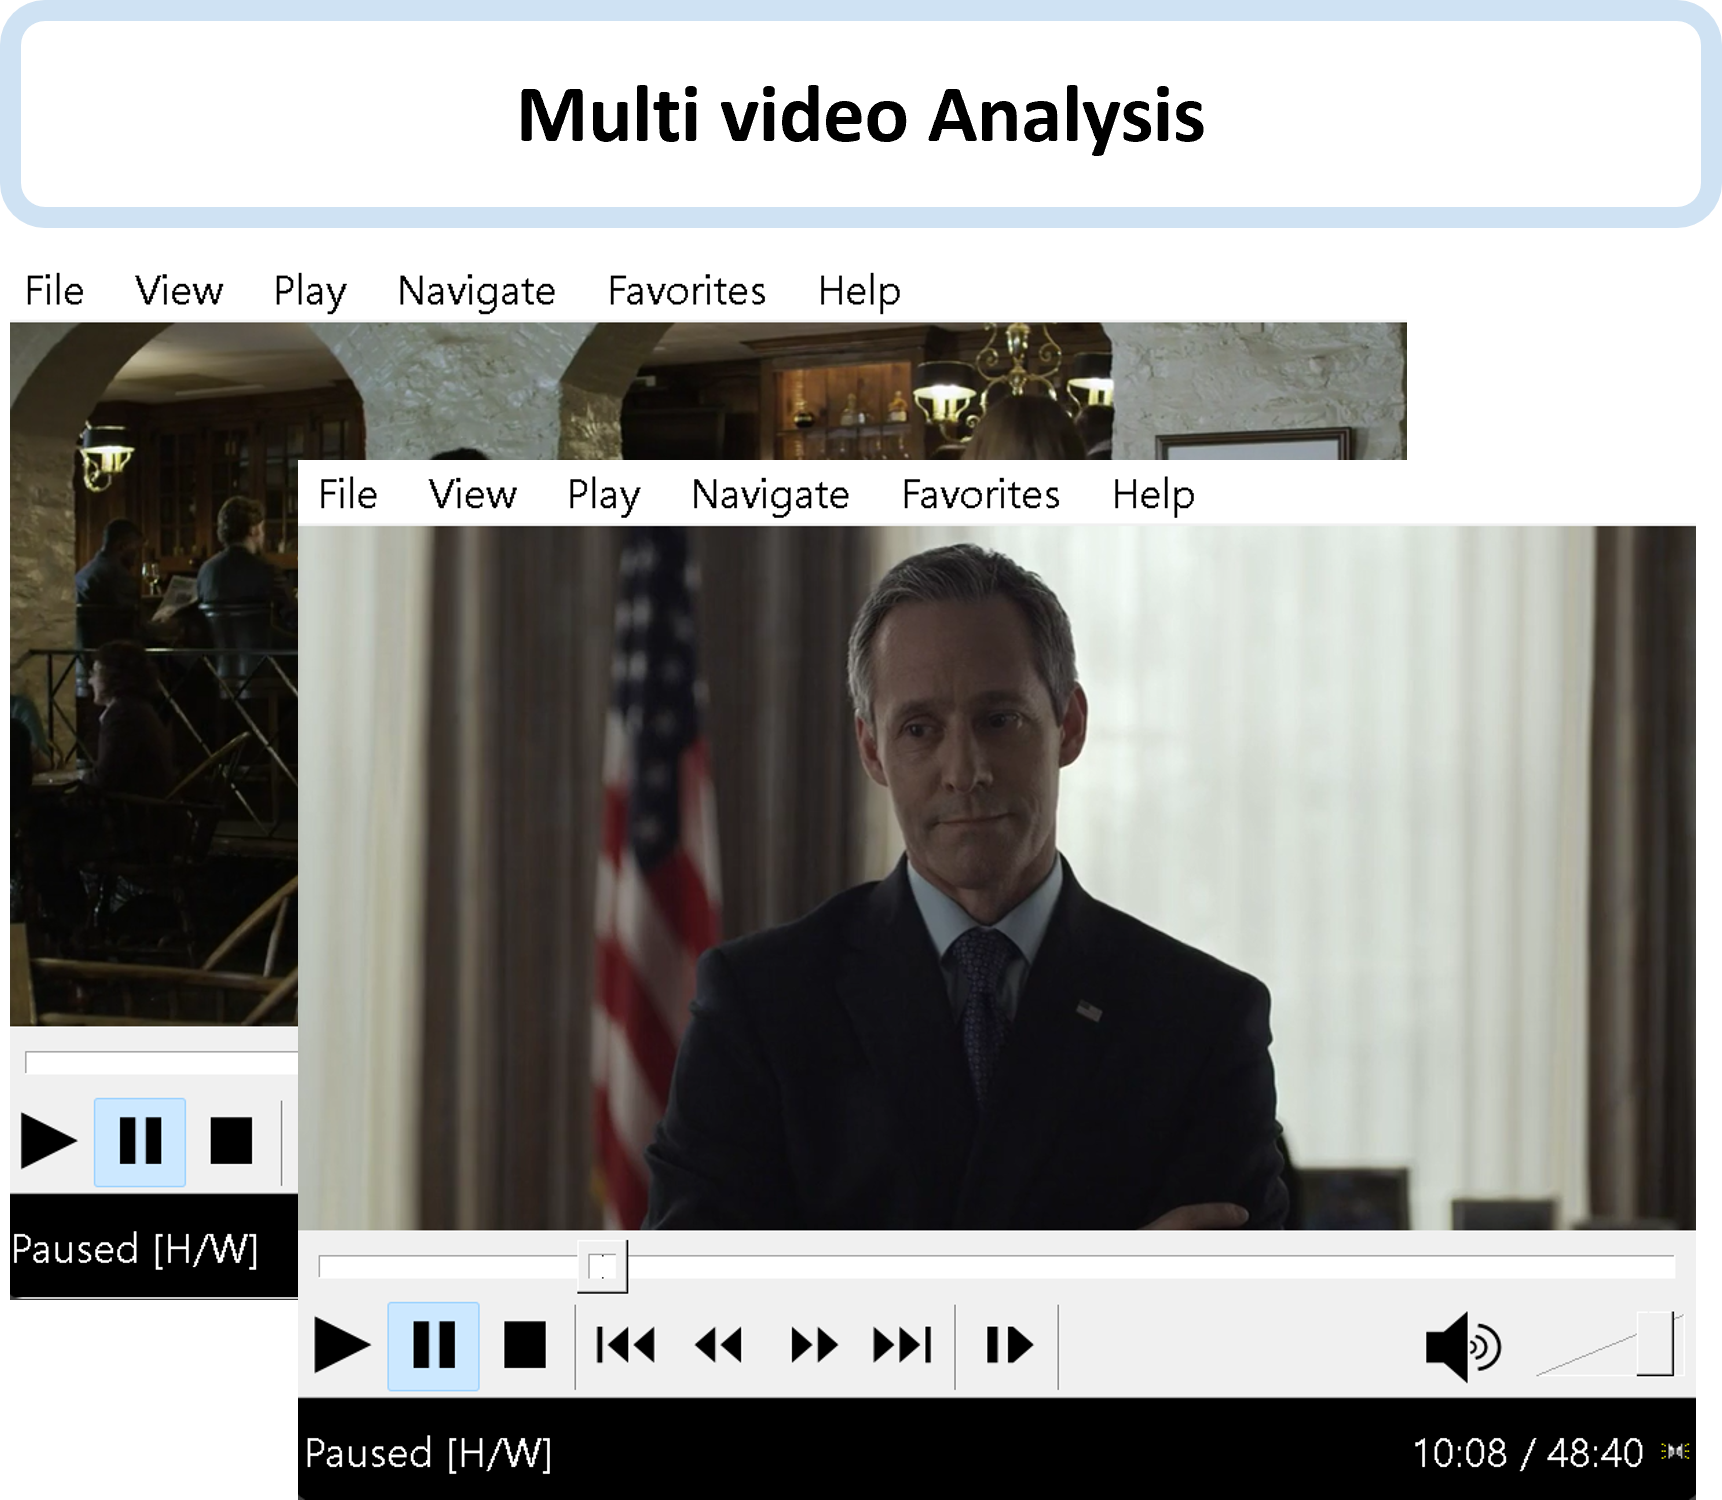 Multi video Analysis
File View Play Navigate Favorites Help
File View Play Navigate Favorites Help
Paused [H/W]
Paused [H/W] 10:08 / 48:40